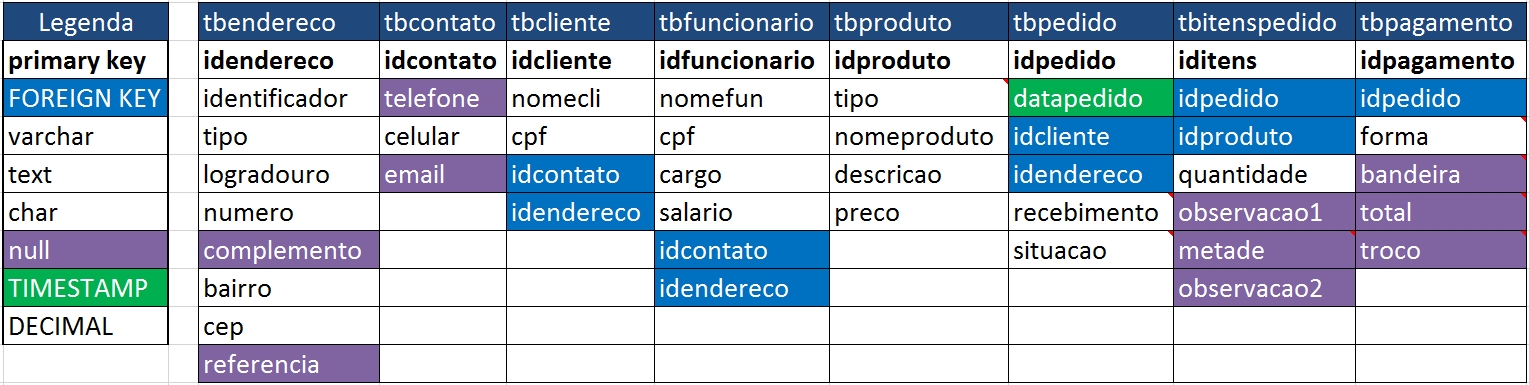 Legenda tbendereco tbcontato tbcliente tbfuncionario tbproduto tbpedido tbitenspedido tbpagamento
primary key idendereco idcontato idcliente idfuncionario idproduto idpedido iditens idpagamento
FOREIGN KEY identificador telefone nomecli nomefun tipo datapedido idpedido idpedido
varchar tipo celular cpf cpf nomeproduto idcliente idproduto forma
text logradouro email idcontato cargo descricao idendereco quantidade bandeira
char numero idendereco salario preco recebimento observacao1 total
null complemento idcontato situacao metade troco
TIMESTAMP bairro idendereco observacao2
DECIMAL cep
referencia